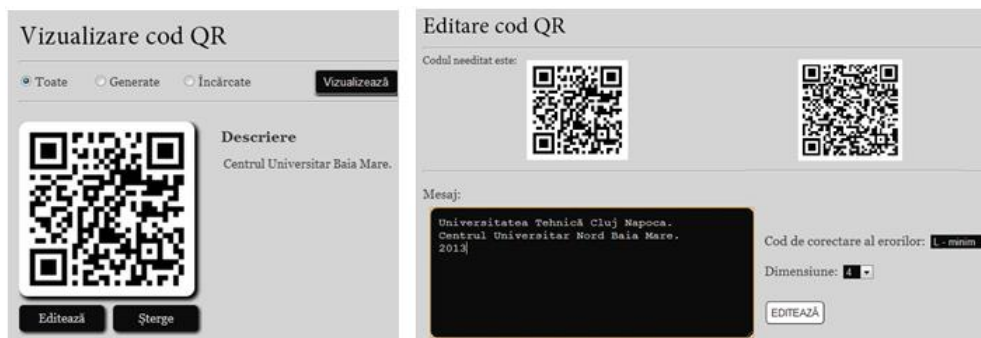 Vizualizare cod QR
Toate Generate Încărcate Vizualizează
Descriere
Centrul Universitar Baia Mare.
Editează Șterge
Editare cod QR
Codul needitat este:
Mesaj:
Universitatea Tehnică Cluj Napoca.
Centrul Universitar Nord Baia Mare.
2013
Cod de corectare al erorilor: L - minim
Dimensiune: 4
EDITEAZĂ